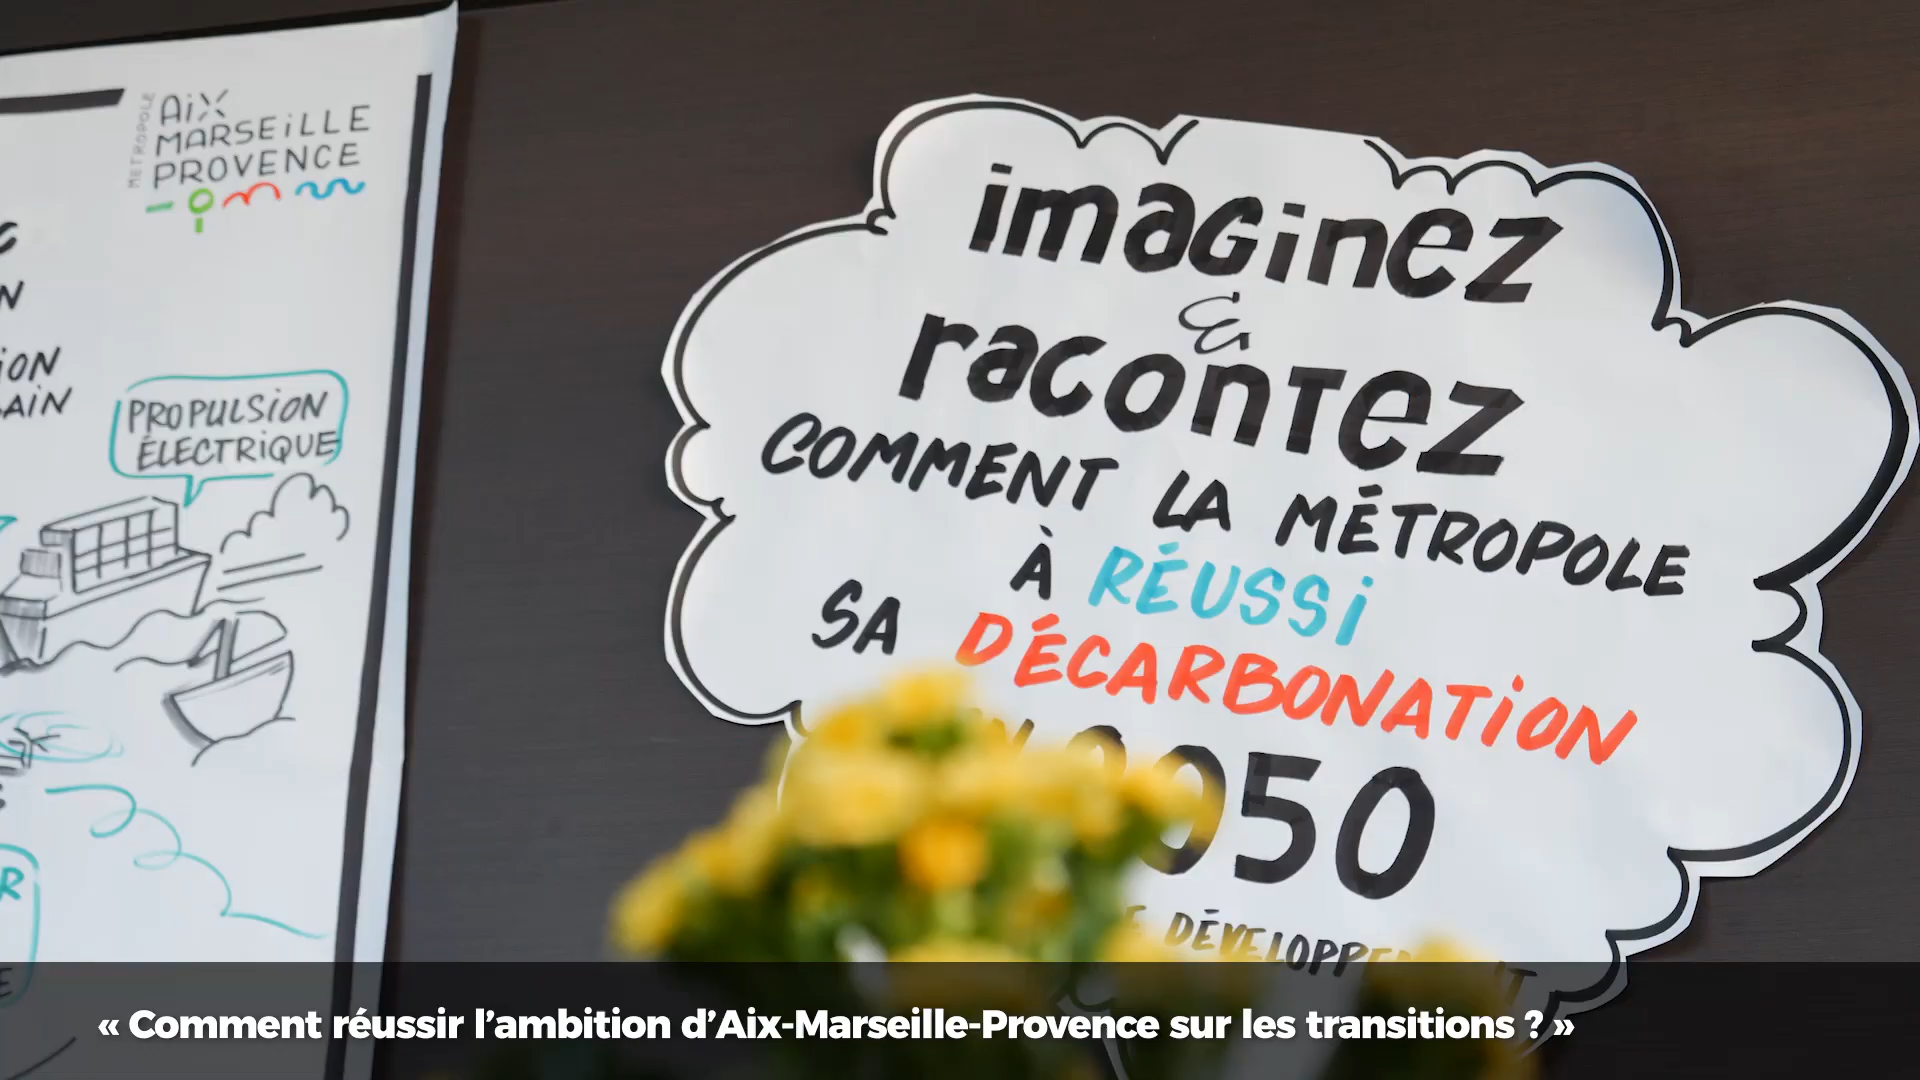 MÉTROPOLE
AiX
MARSEiLLE
PROVENCE
N
iON
AiN
PROPULSiON
ÉLECTRiQUE
R
E
imaginez
&
raconTez
COMMENT LA MÉTROPOLE
À RÉUSSi
SA DÉCARBONATiON
050
DÉVELOPPE
« Comment réussir l’ambition d’Aix-Marseille-Provence sur les transitions ? »